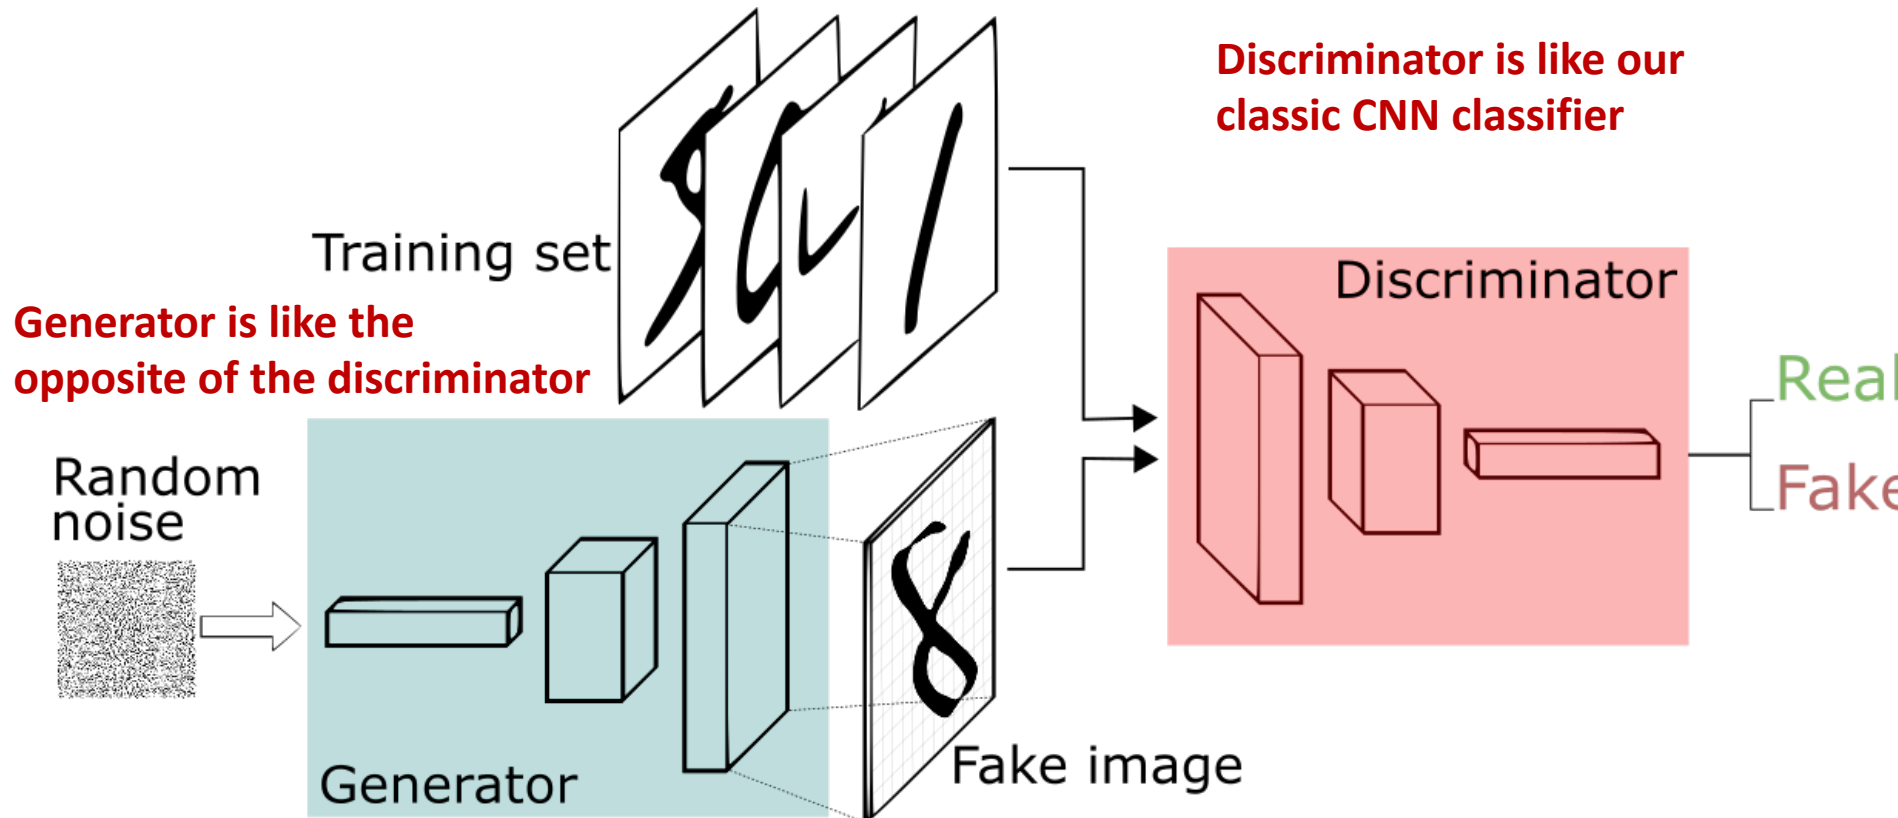 Discriminator is like our
classic CNN classifier
Training set
Discriminator
Generator is like the
opposite of the discriminator
Real
Fake
Random
noise
8
Fake image
Generator